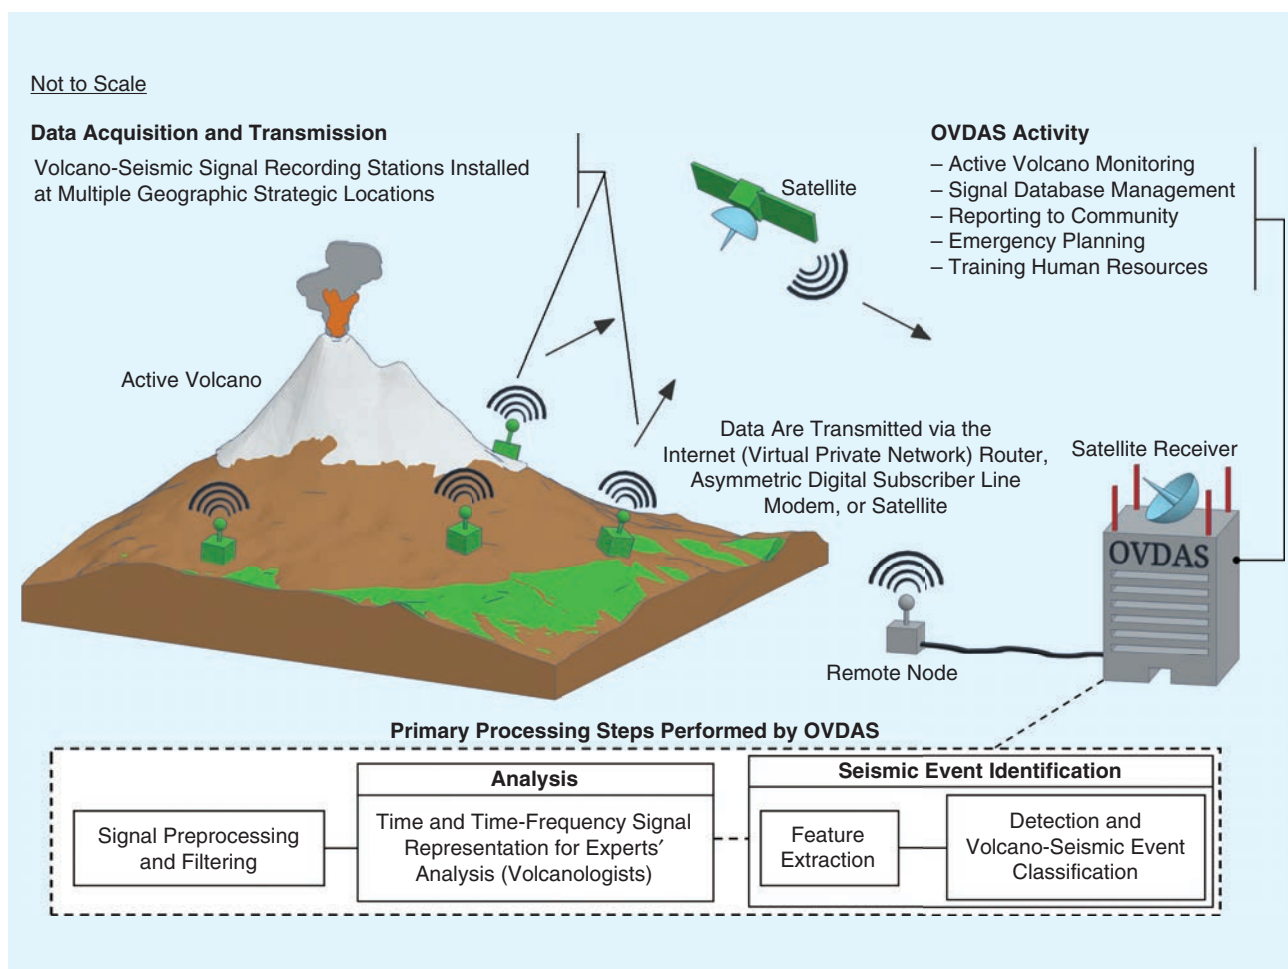 Not to Scale
Data Acquisition and Transmission
Volcano-Seismic Signal Recording Stations Installed
at Multiple Geographic Strategic Locations
OVDAS Activity
– Active Volcano Monitoring
– Signal Database Management
– Reporting to Community
– Emergency Planning
– Training Human Resources
Satellite
Active Volcano
Data Are Transmitted via the
Internet (Virtual Private Network) Router,
Asymmetric Digital Subscriber Line
Modem, or Satellite
Satellite Receiver
OVDAS
Remote Node
Primary Processing Steps Performed by OVDAS
Signal Preprocessing
and Filtering
Analysis
Time and Time-Frequency Signal
Representation for Experts′
Analysis (Volcanologists)
Seismic Event Identification
Feature
Extraction
Detection and
Volcano-Seismic Event
Classification